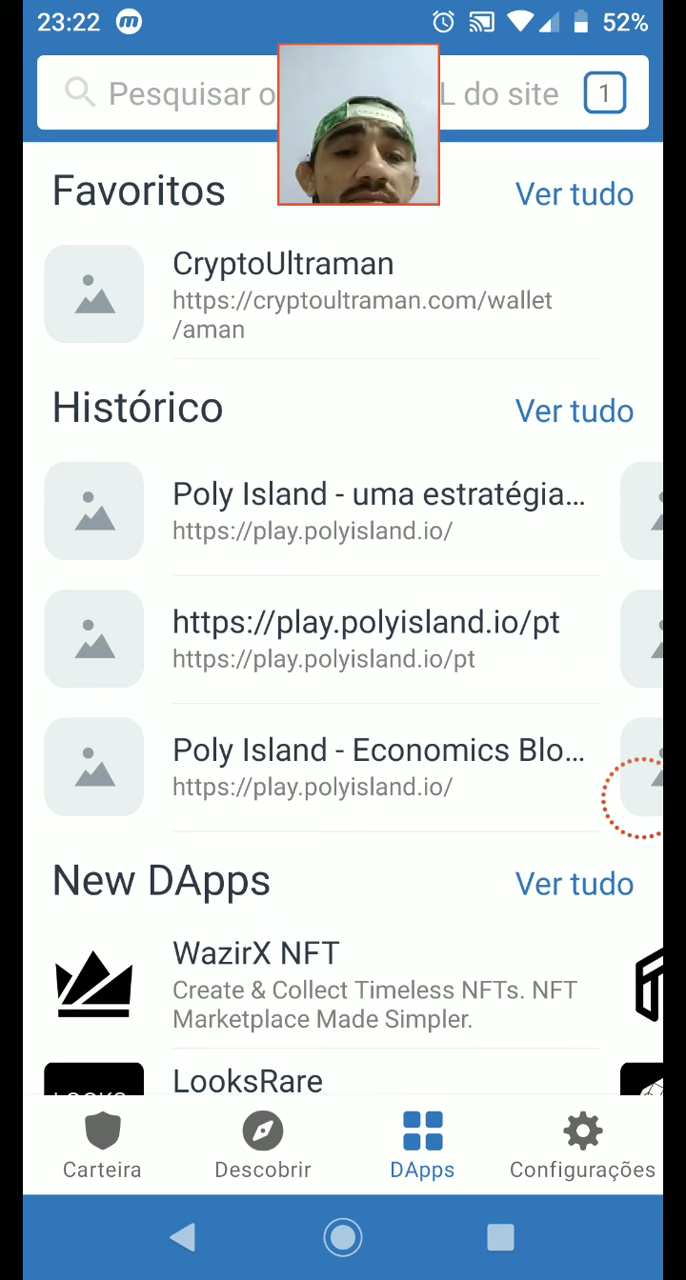 23:22 m 52%
Pesquisar o L do site 1
Favoritos Ver tudo
CryptoUltraman
https://cryptoultraman.com/wallet
/aman
Histórico Ver tudo
Poly Island - uma estratégia...
https://play.polyisland.io/
https://play.polyisland.io/pt
https://play.polyisland.io/pt
Poly Island - Economics Blo...
https://play.polyisland.io/
New DApps Ver tudo
WazirX NFT
Create & Collect Timeless NFTs. NFT
Marketplace Made Simpler.
LooksRare
LOOKS
Carteira Descobrir DApps Configurações